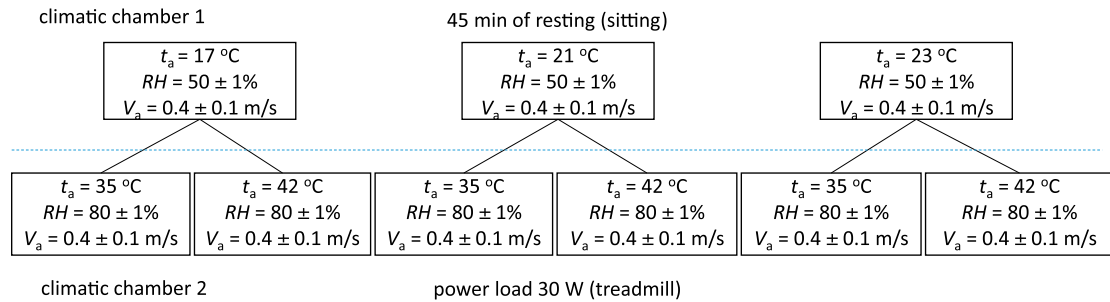 climatic chamber 1
45 min of resting (sitting)
tₐ = 17 °C
RH = 50 ± 1%
Vₐ = 0.4 ± 0.1 m/s
tₐ = 21 °C
RH = 50 ± 1%
Vₐ = 0.4 ± 0.1 m/s
tₐ = 23 °C
RH = 50 ± 1%
Vₐ = 0.4 ± 0.1 m/s
tₐ = 35 °C
RH = 80 ± 1%
Vₐ = 0.4 ± 0.1 m/s
tₐ = 42 °C
RH = 80 ± 1%
Vₐ = 0.4 ± 0.1 m/s
tₐ = 35 °C
RH = 80 ± 1%
Vₐ = 0.4 ± 0.1 m/s
tₐ = 42 °C
RH = 80 ± 1%
Vₐ = 0.4 ± 0.1 m/s
tₐ = 35 °C
RH = 80 ± 1%
Vₐ = 0.4 ± 0.1 m/s
tₐ = 42 °C
RH = 80 ± 1%
Vₐ = 0.4 ± 0.1 m/s
climatic chamber 2
power load 30 W (treadmill)